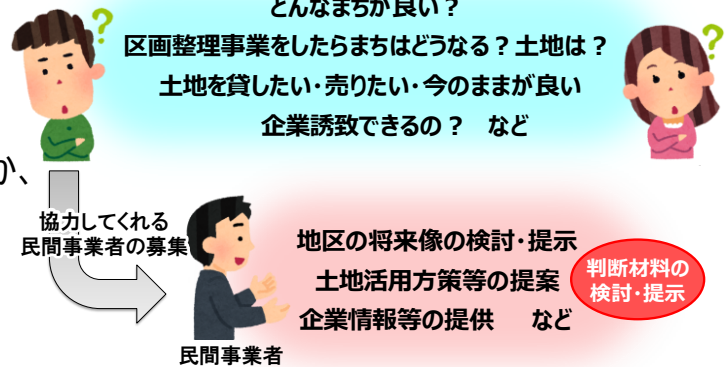 どんなまちが良い？
区画整理事業をしたらまちはどうなる？土地は？
土地を貸したい・売りたい・今のままが良い
企業誘致できるの？　など
か、
協力してくれる
民間事業者の募集
地区の将来像の検討・提示
土地活用方策等の提案
企業情報等の提供　など
判断材料の
検討・提示
民間事業者